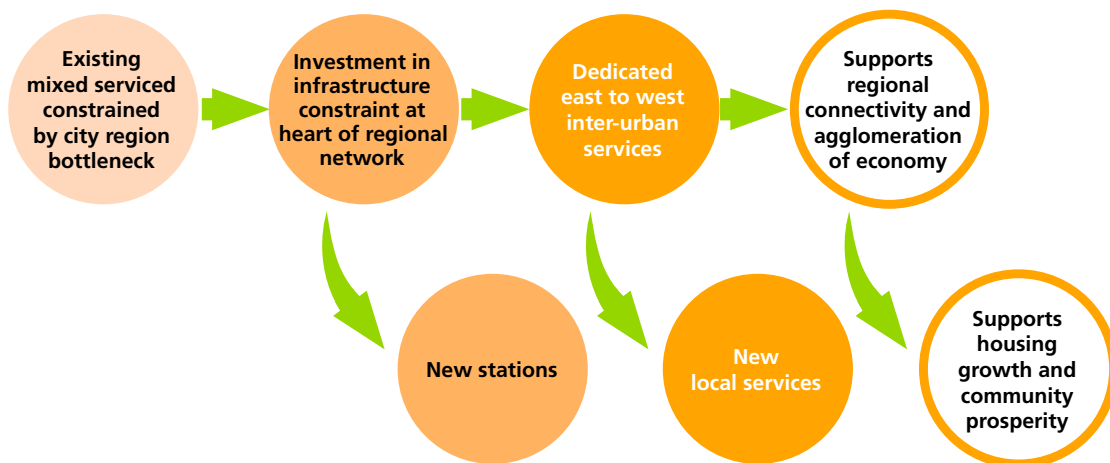 Existing
mixed serviced
constrained
by city region
bottleneck
Investment in
infrastructure
constraint at
heart of regional
network
Dedicated
east to west
inter-urban
services
Supports
regional
connectivity and
agglomeration
of economy
New stations
New
local services
Supports
housing
growth and
community
prosperity